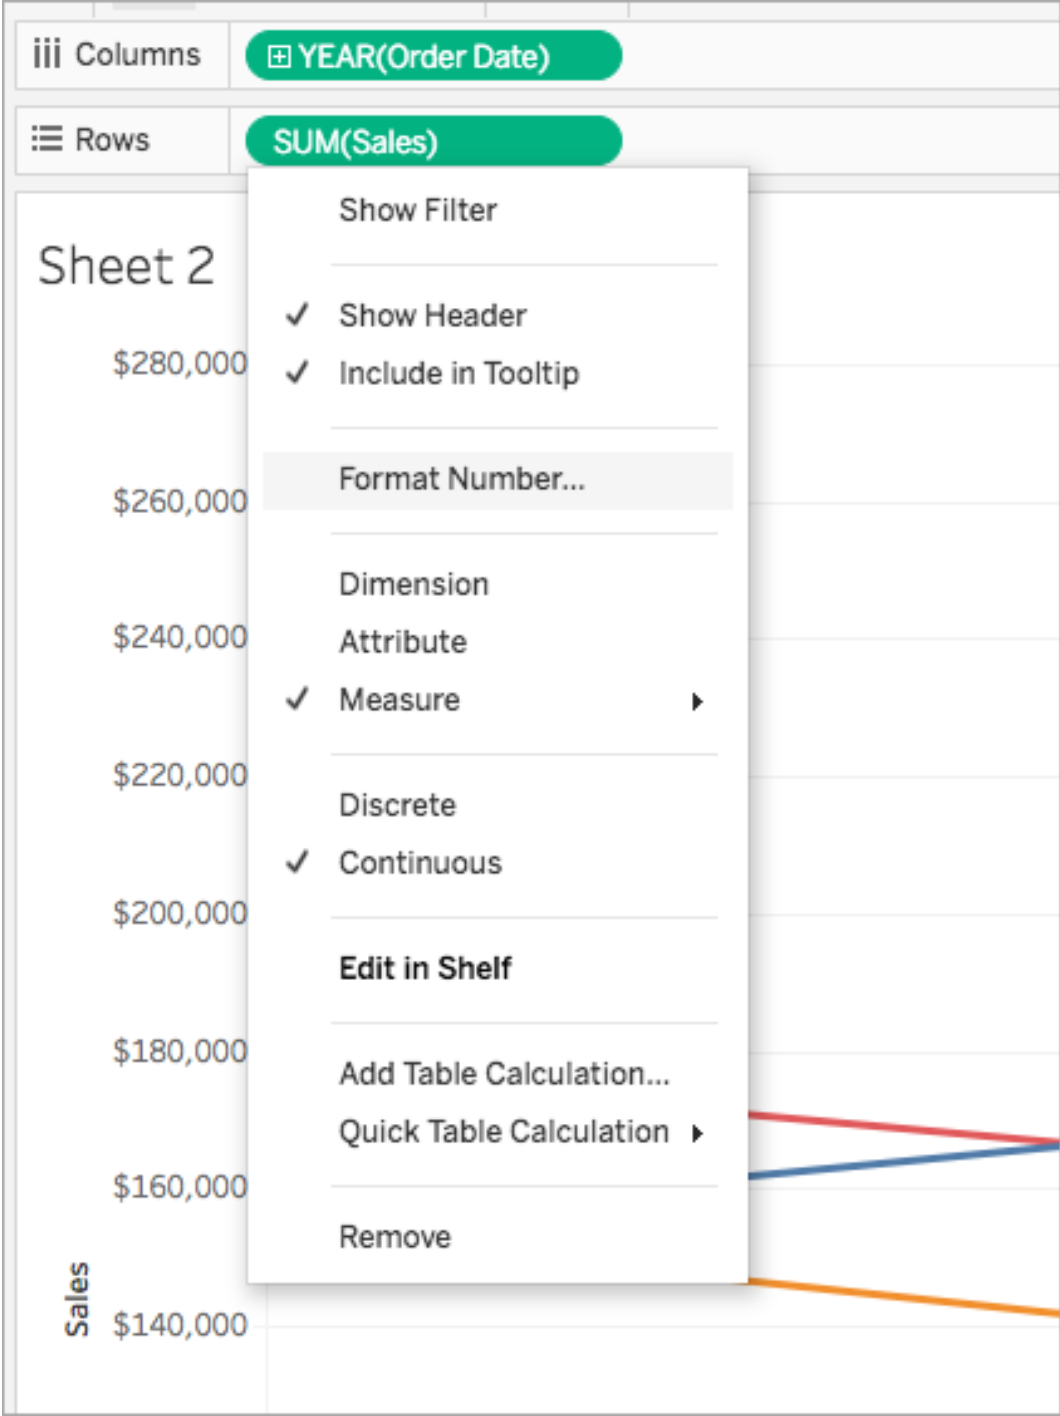 Columns
YEAR(Order Date)
Rows
SUM(Sales)
Sheet 2
Show Filter
Show Header
Include in Tooltip
Format Number...
Dimension
Attribute
Measure
Discrete
Continuous
Edit in Shelf
Add Table Calculation...
Quick Table Calculation
Remove
$280,000
$260,000
$240,000
$220,000
$200,000
$180,000
$160,000
$140,000
Sales